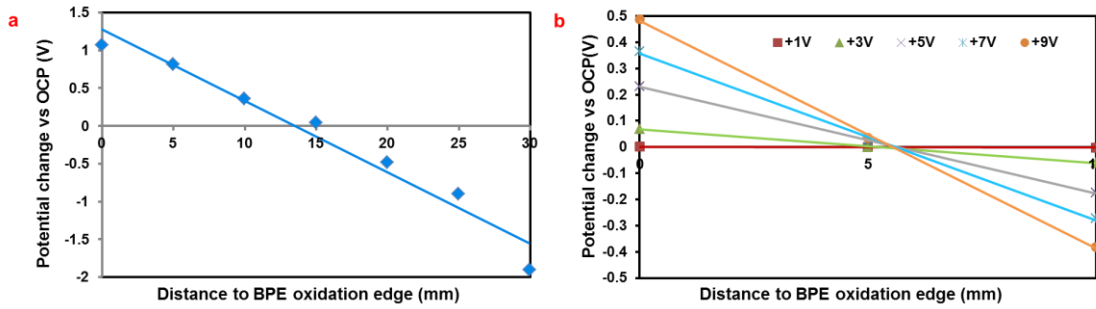 a
Potential change vs OCP (V)
1.5
1
0.5
0
-0.5
-1
-1.5
-2
0 5 10 15 20 25 30
Distance to BPE oxidation edge (mm)
b
Potential change vs OCP(V)
0.5
0.4
0.3
0.2
0.1
0
-0.1
-0.2
-0.3
-0.4
-0.5
+1V +3V +5V +7V +9V
0 5 1
Distance to BPE oxidation edge (mm)